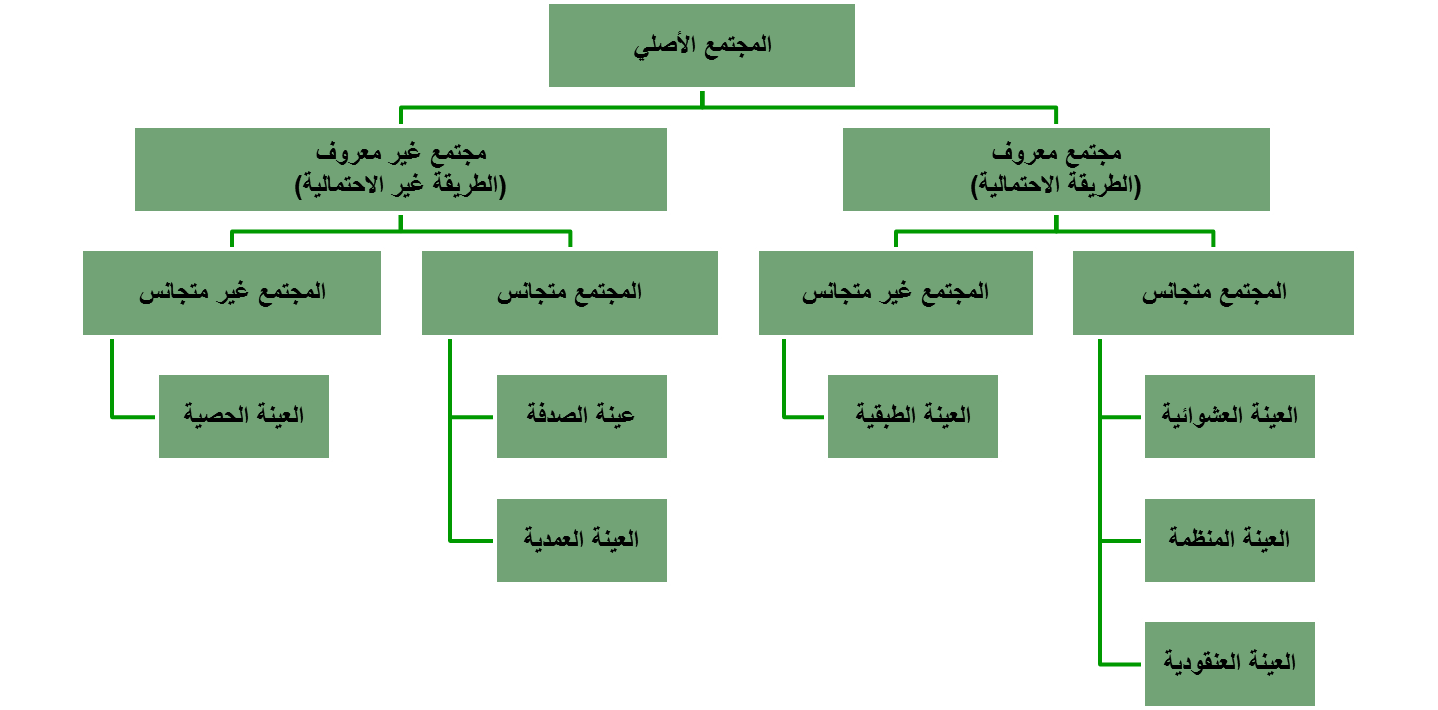 المجتمع الأصلي
مجتمع معروف
(الطريقة الاحتمالية)
مجتمع غير معروف
(الطريقة غير الاحتمالية)
المجتمع متجانس
المجتمع غير متجانس
المجتمع متجانس
المجتمع غير متجانس
العينة العشوائية
العينة الطبقية
عينة الصدفة
العينة الحصية
العينة المنظمة
العينة العمدية
العينة العنقودية